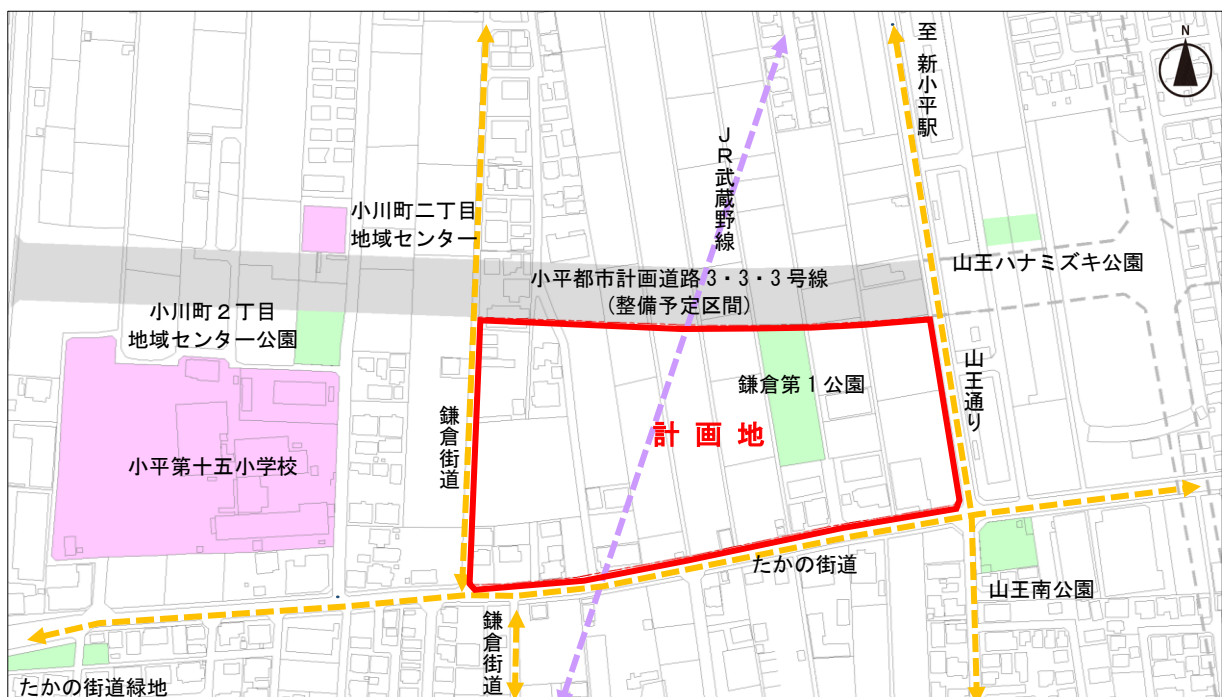 N
至 新小平駅
JR武蔵野線
小川町二丁目
地域センター
山王ハナミズキ公園
小平都市計画道路3・3・3号線
(整備予定区間)
小川町2丁目
地域センター公園
鎌倉第1公園
山王通り
鎌倉街道
計画地
小平第十五小学校
たかの街道
山王南公園
鎌倉街道
たかの街道緑地